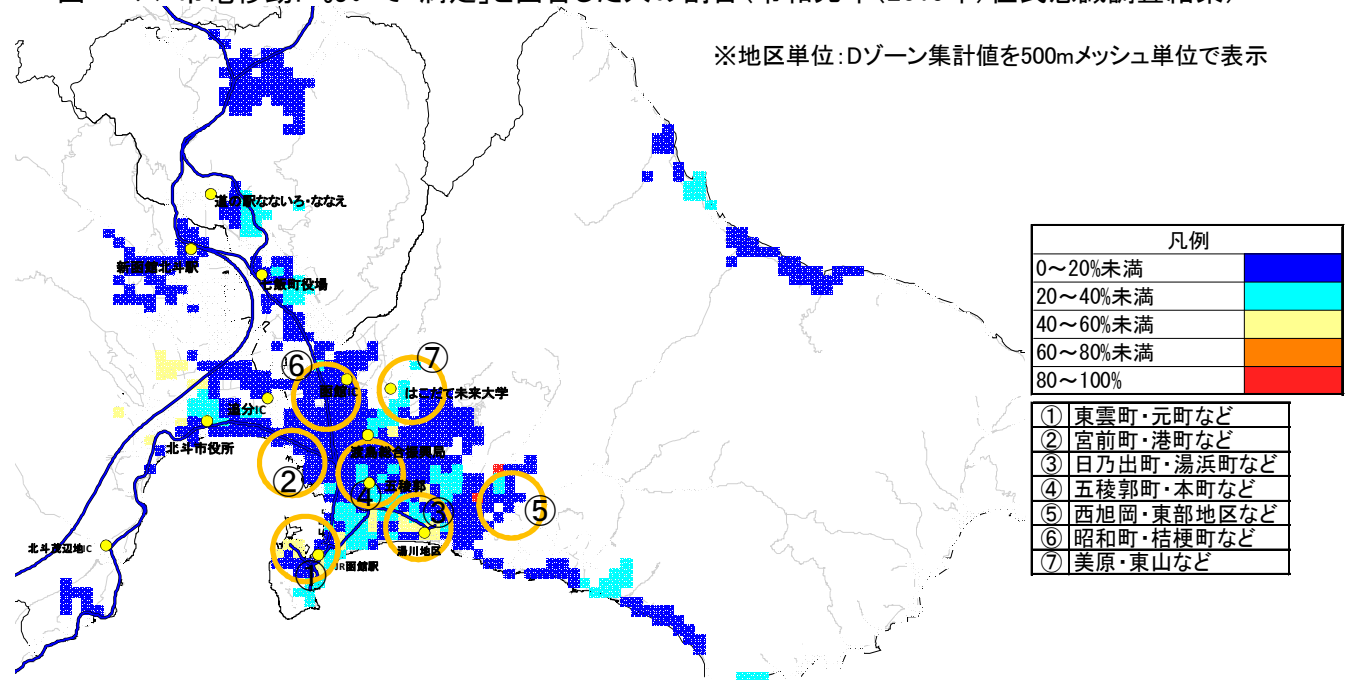 ※地区単位:Dゾーン集計値を500mメッシュ単位で表示
道の駅なないろ・ななえ
新函館北斗駅
七飯町役場
⑥
⑦
はこだて未来大学
追分IC
北斗市役所
②
五稜郭
④
③
⑤
北斗茂辺地IC
湯川地区
JR函館駅
①
凡例
0~20%未満
20~40%未満
40~60%未満
60~80%未満
80~100%
① 東雲町・元町など
② 宮前町・港町など
③ 日乃出町・湯浜町など
④ 五稜郭町・本町など
⑤ 西旭岡・東部地区など
⑥ 昭和町・桔梗町など
⑦ 美原・東山など